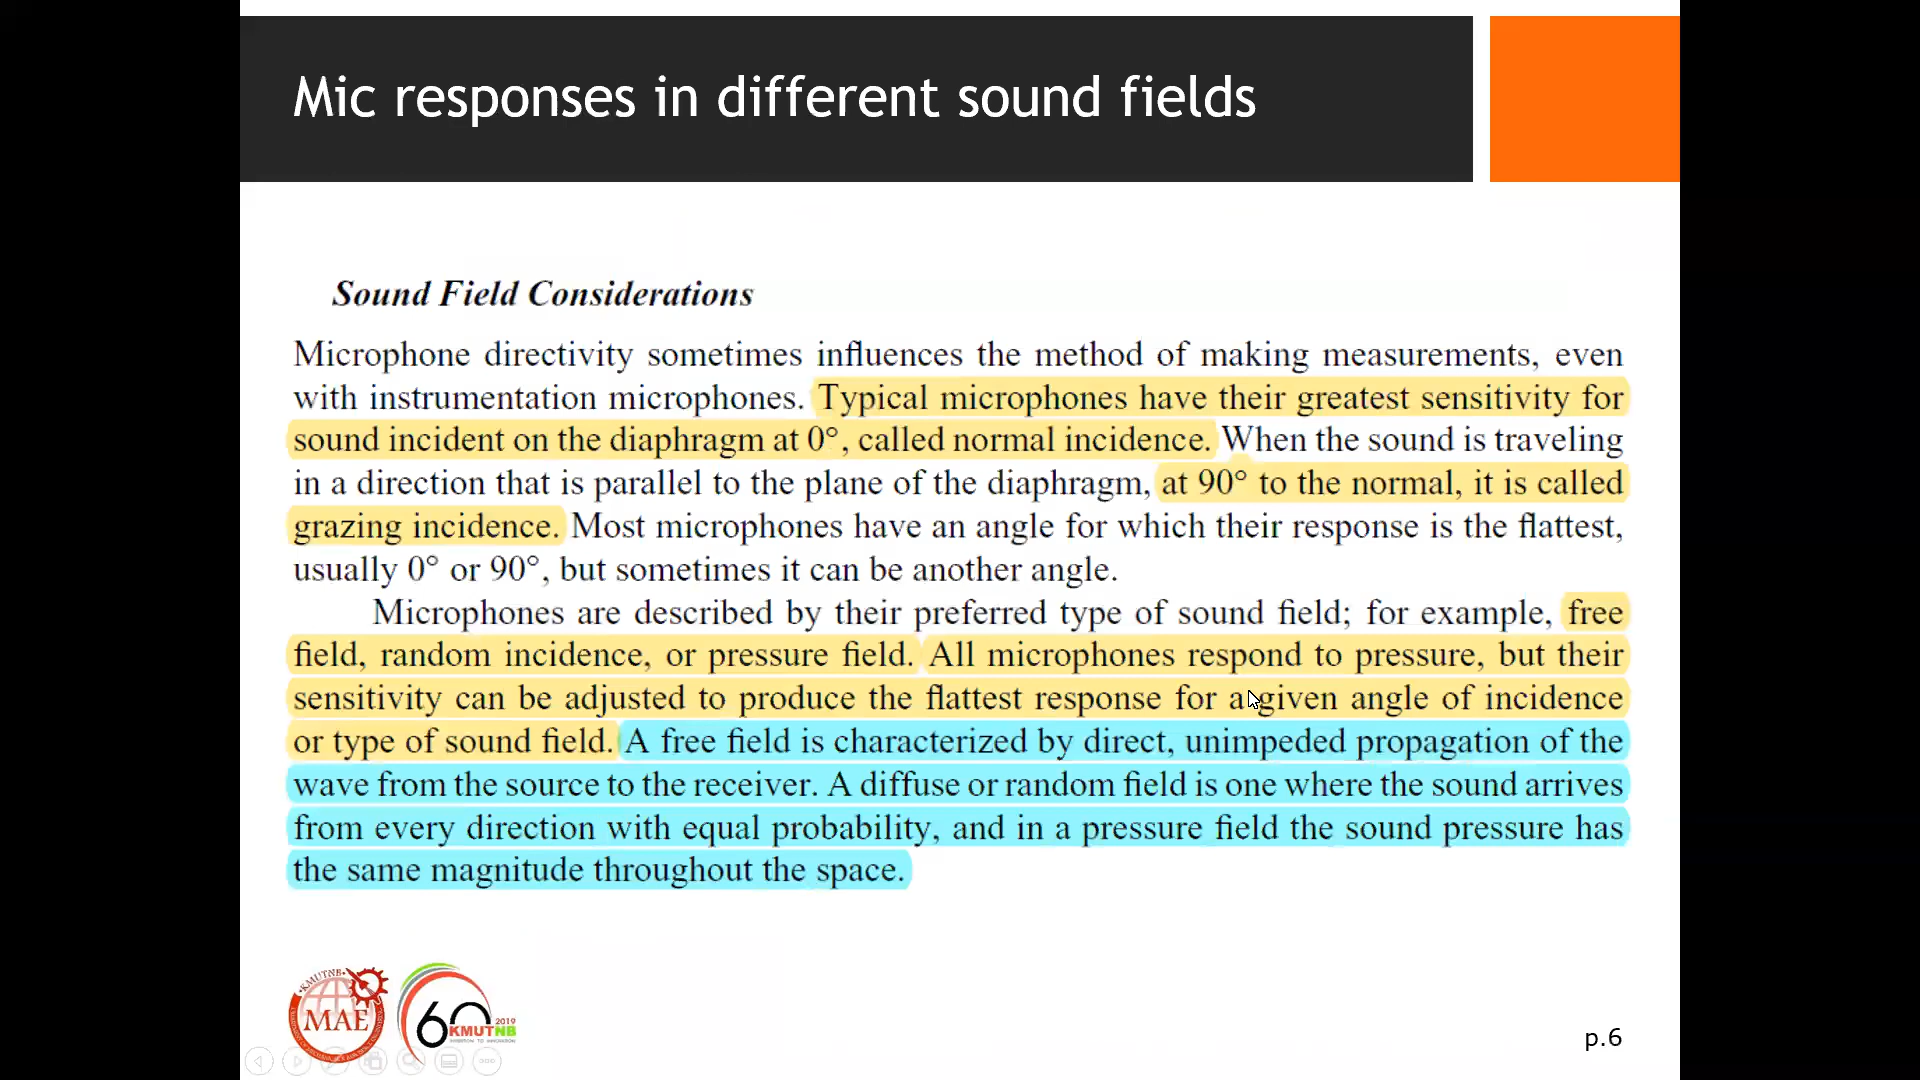 Mic responses in different sound fields
Sound Field Considerations
Microphone directivity sometimes influences the method of making measurements, even
with instrumentation microphones. Typical microphones have their greatest sensitivity for
sound incident on the diaphragm at 0°, called normal incidence. When the sound is traveling
in a direction that is parallel to the plane of the diaphragm, at 90° to the normal, it is called
grazing incidence. Most microphones have an angle for which their response is the flattest,
usually 0° or 90°, but sometimes it can be another angle.
Microphones are described by their preferred type of sound field; for example, free
field, random incidence, or pressure field. All microphones respond to pressure, but their
sensitivity can be adjusted to produce the flattest response for a given angle of incidence
or type of sound field. A free field is characterized by direct, unimpeded propagation of the
wave from the source to the receiver. A diffuse or random field is one where the sound arrives
from every direction with equal probability, and in a pressure field the sound pressure has
the same magnitude throughout the space.
KMUTNB
MAE
60
2019
KMUTNB
p.6